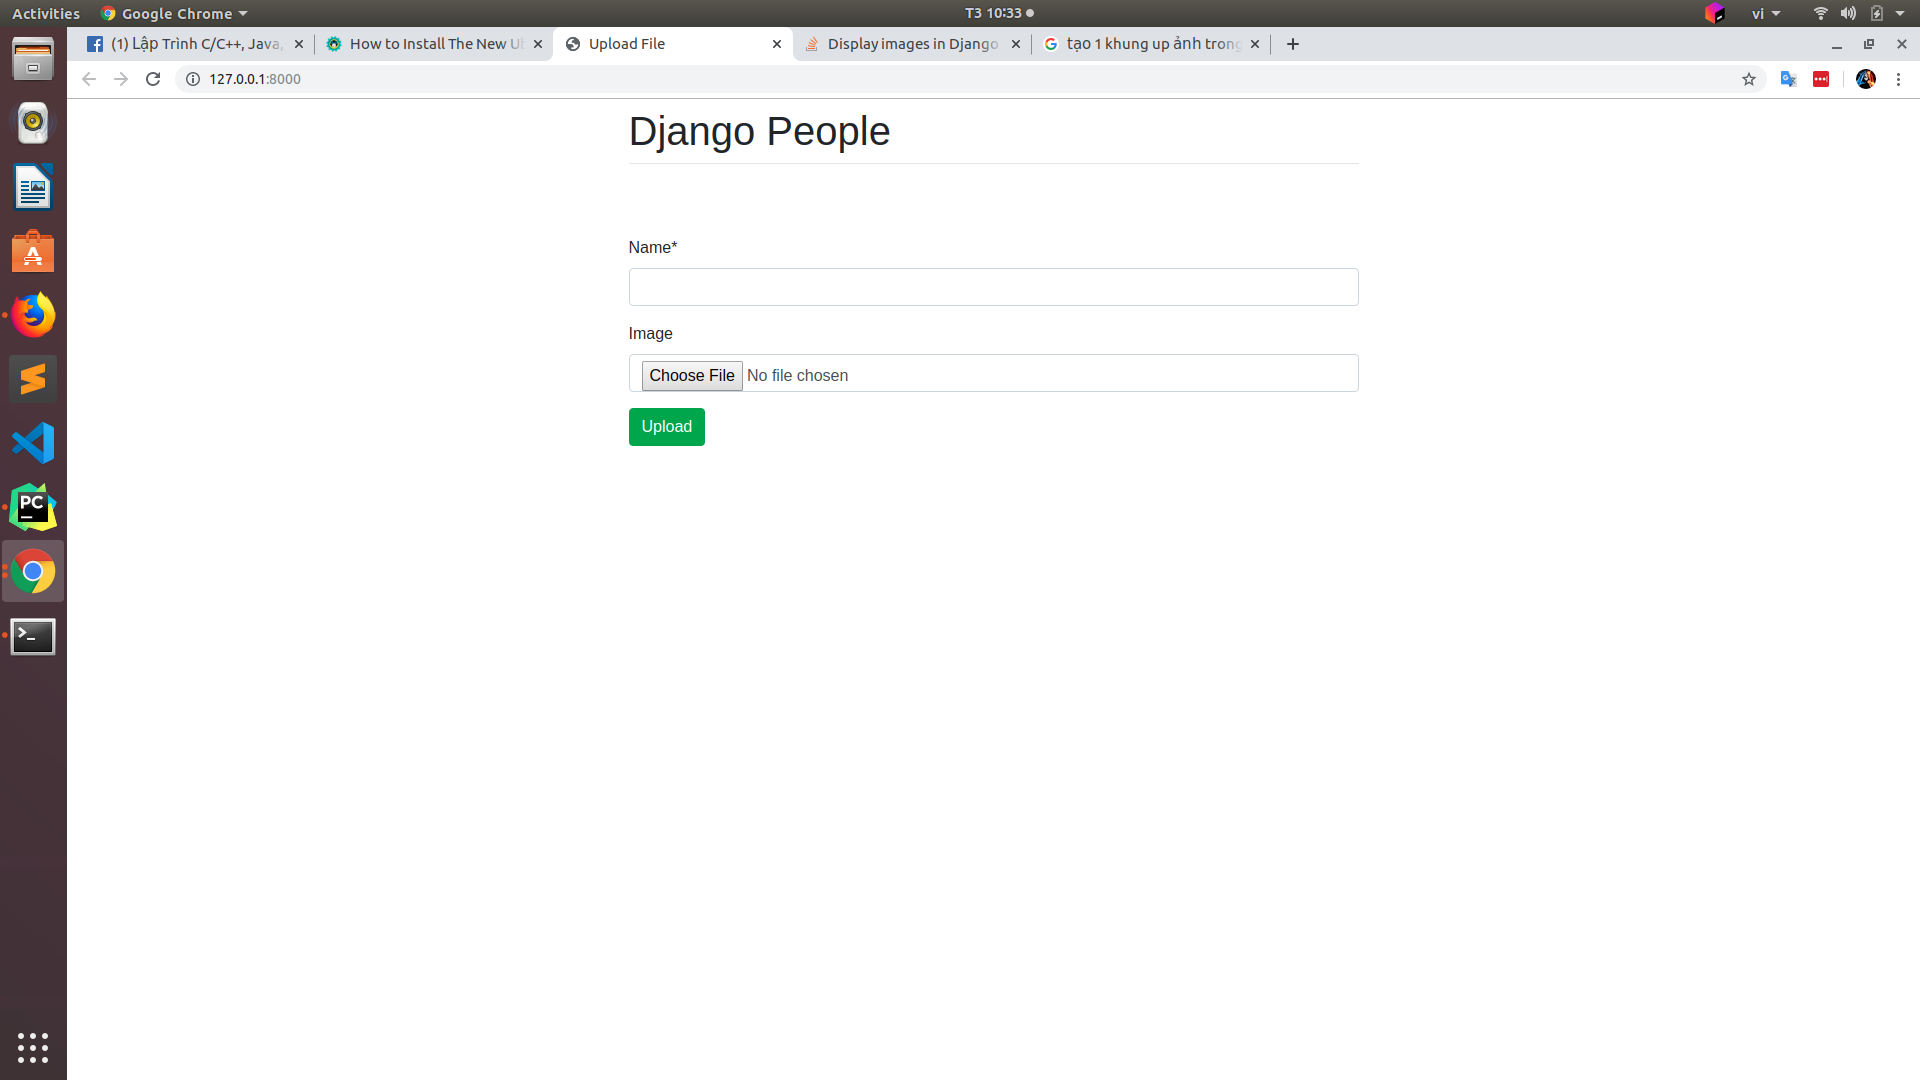 Activities Google Chrome T3 10:33 vi
(1) Lập Trình C/C++, Java, How to Install The New Ub Upload File Display images in Django tạo 1 khung up ảnh trong
127.0.0.1:8000
Django People
Name*
Image
Choose File No file chosen
Upload
PC